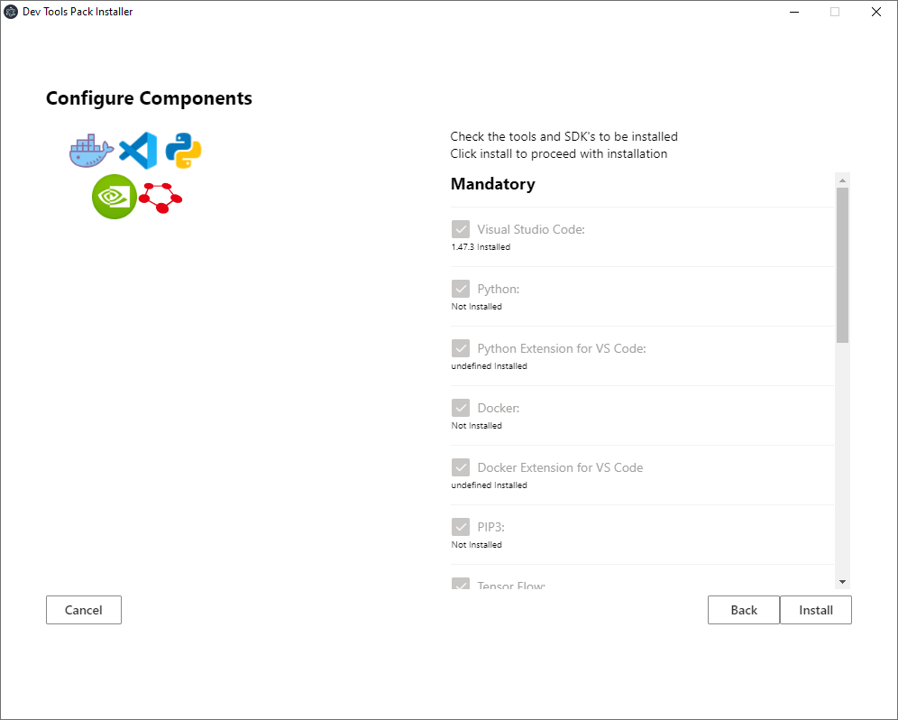 Dev Tools Pack Installer
Configure Components
Check the tools and SDK's to be installed
Click install to proceed with installation
Mandatory
Visual Studio Code:
1.47.3 Installed
Python:
Not Installed
Python Extension for VS Code:
undefined Installed
Docker:
Not Installed
Docker Extension for VS Code
undefined Installed
PIP3:
Not Installed
Tensor Flow:
Cancel
Back
Install